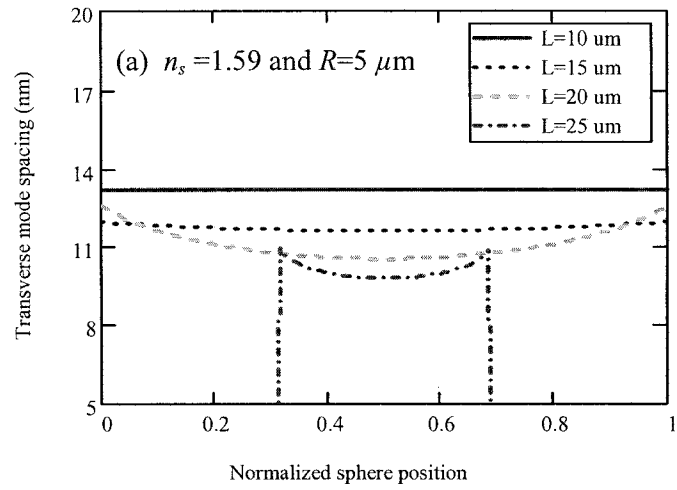 20
17
14
11
8
5
Transverse mode spacing (nm)
(a) n_s =1.59 and R=5 μm
L=10 um
L=15 um
L=20 um
L=25 um
0 0.2 0.4 0.6 0.8 1
Normalized sphere position